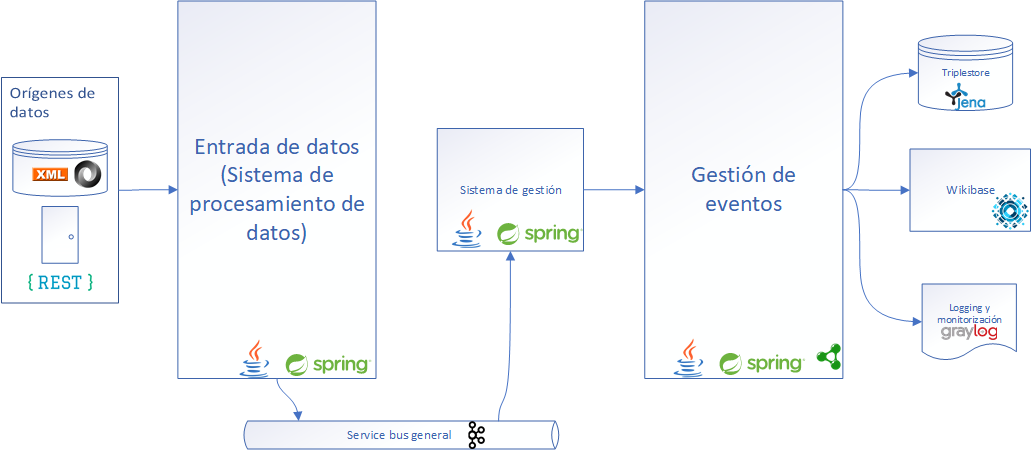 Orígenes de
datos
XML
{ REST }
Entrada de datos
(Sistema de
procesamiento de
datos)
spring
Service bus general
Sistema de gestión
spring
Gestión de
eventos
spring
Triplestore
jena
Wikibase
Logging y
monitorización
graylog